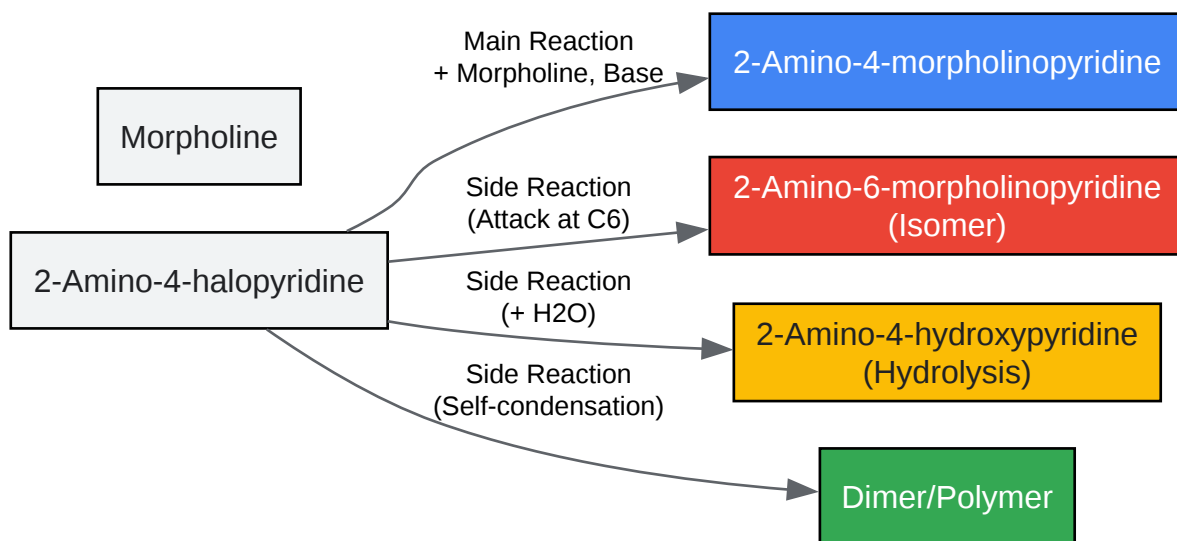 Main Reaction
+ Morpholine, Base
2-Amino-4-morpholinopyridine
Morpholine
Side Reaction
(Attack at C6)
2-Amino-6-morpholinopyridine
(Isomer)
2-Amino-4-halopyridine
Side Reaction
(+ H2O)
2-Amino-4-hydroxypyridine
(Hydrolysis)
Side Reaction
(Self-condensation)
Dimer/Polymer